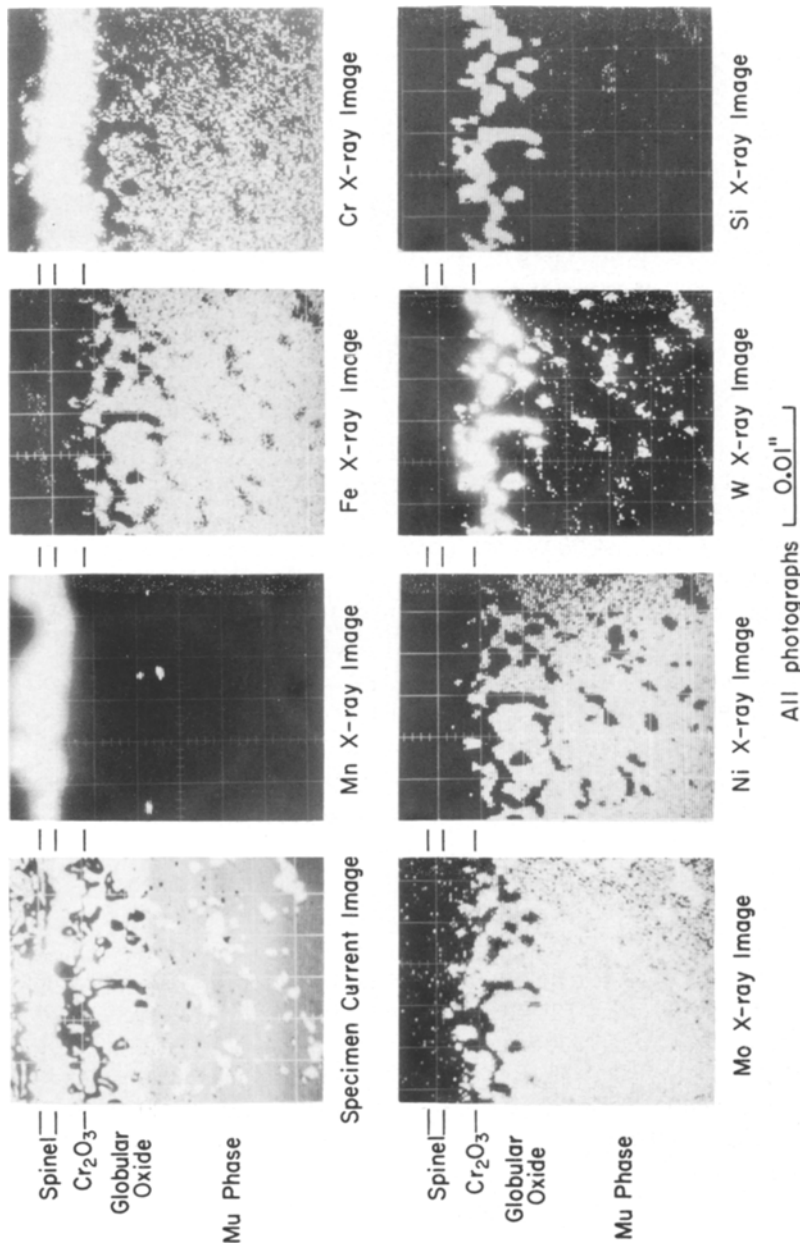 Spinel
Cr₂O₃
Globular
Oxide
Mu Phase
Specimen Current Image
Mn X-ray Image
Fe X-ray Image
Cr X-ray Image
Spinel
Cr₂O₃
Globular
Oxide
Mu Phase
Mo X-ray Image
Ni X-ray Image
W X-ray Image
Si X-ray Image
All photographs 0.01"